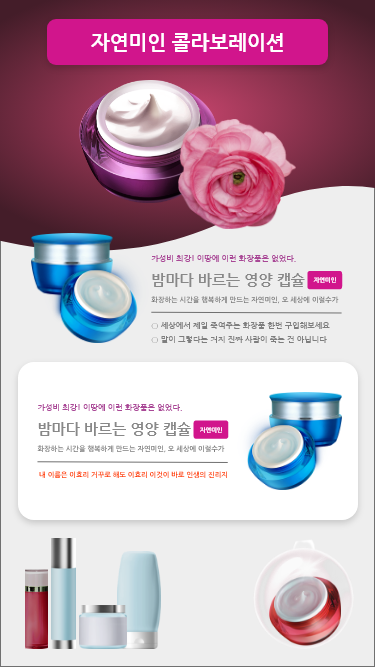 자연미인 콜라보레이션
가성비 최강! 이땅에 이런 화장품은 없었다.
밤마다 바르는 영양 캡슐 자연미인
화장하는 시간을 행복하게 만드는 자연미인, 오 세상에 이럴수가
○ 세상에서 제일 죽여주는 화장품 한번 구입해보세요
○ 말이 그렇다는 거지 진짜 사람이 죽는 건 아닙니다
가성비 최강! 이땅에 이런 화장품은 없었다.
밤마다 바르는 영양 캡슐 자연미인
화장하는 시간을 행복하게 만드는 자연미인, 오 세상에 이럴수가
내 이름은 이효리 거꾸로 해도 이효리 이것이 바로 인생의 진리지